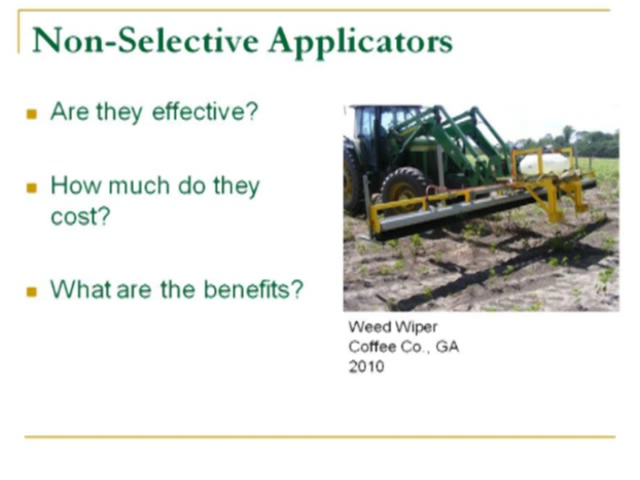 Non-Selective Applicators
Are they effective?
How much do they
cost?
What are the benefits?
Weed Wiper
Coffee Co., GA
2010